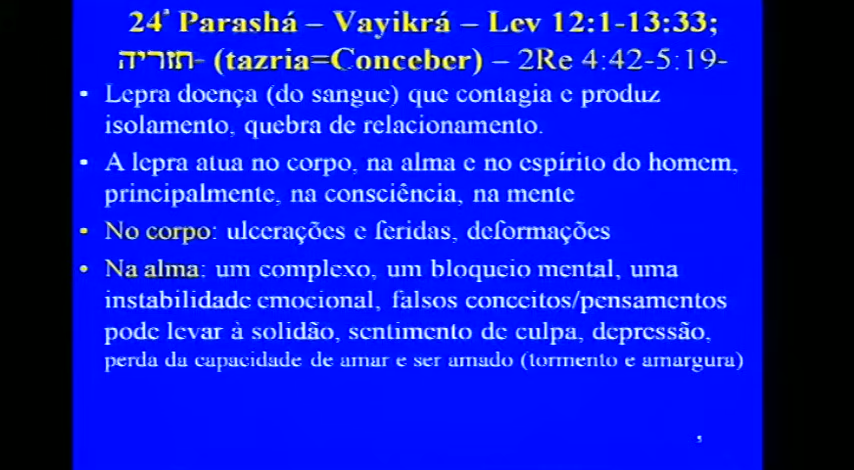 24ª Parashá – Vayikrá – Lev 12:1-13:33;
תזריה- (tazria=Conceber) – 2Re 4:42-5:19-
• Lepra doença (do sangue) que contagia e produz
isolamento, quebra de relacionamento.
• A lepra atua no corpo, na alma e no espírito do homem,
principalmente, na consciência, na mente
• No corpo: ulcerações e feridas, deformações
• Na alma: um complexo, um bloqueio mental, uma
instabilidade emocional, falsos conceitos/pensamentos
pode levar à solidão, sentimento de culpa, depressão,
perda da capacidade de amar e ser amado (tormento e amargura)